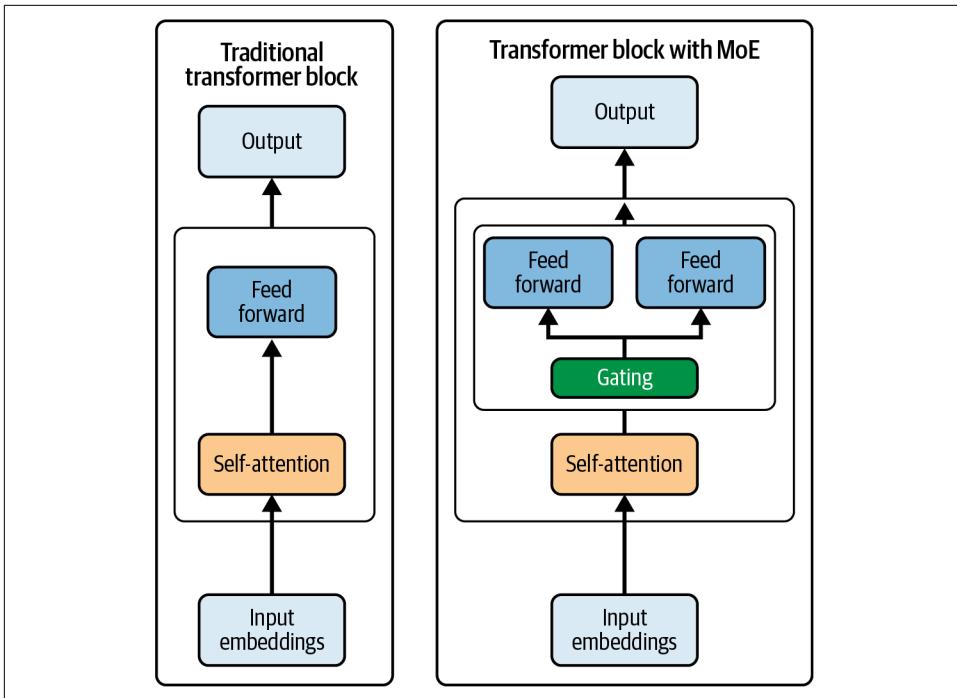 Traditional
transformer block
Output
Feed
forward
Self-attention
Input
embeddings
Transformer block with MoE
Output
Feed
forward
Feed
forward
Gating
Self-attention
Input
embeddings